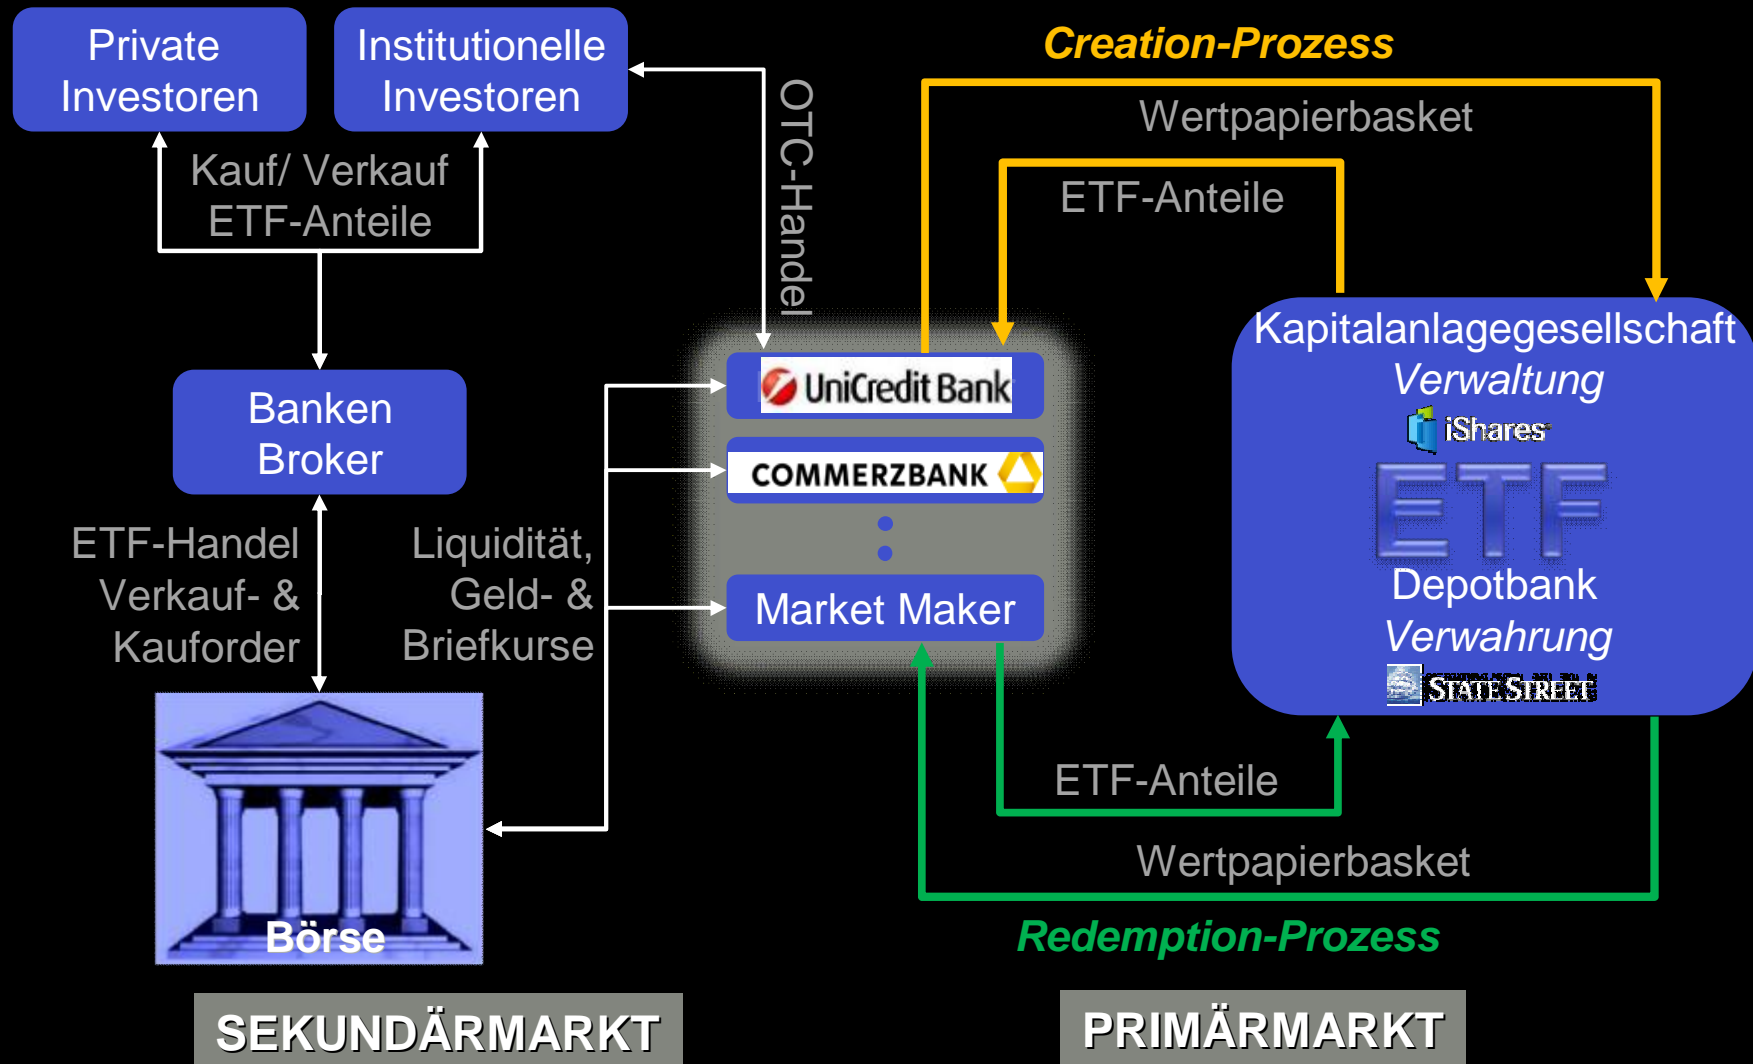 Private
Investoren
Institutionelle
Investoren
Kauf/ Verkauf
ETF-Anteile
Banken
Broker
ETF-Handel
Verkauf- &
Kauforder
Börse
Liquidität,
Geld- &
Briefkurse
OTC-Handel
UniCredit Bank
COMMERZBANK
Market Maker
Creation-Prozess
Wertpapierbasket
ETF-Anteile
Kapitalanlagegesellschaft
Verwaltung
iShares
ETF
Depotbank
Verwahrung
STATE STREET
ETF-Anteile
Wertpapierbasket
Redemption-Prozess
SEKUNDÄRMARKT
PRIMÄRMARKT